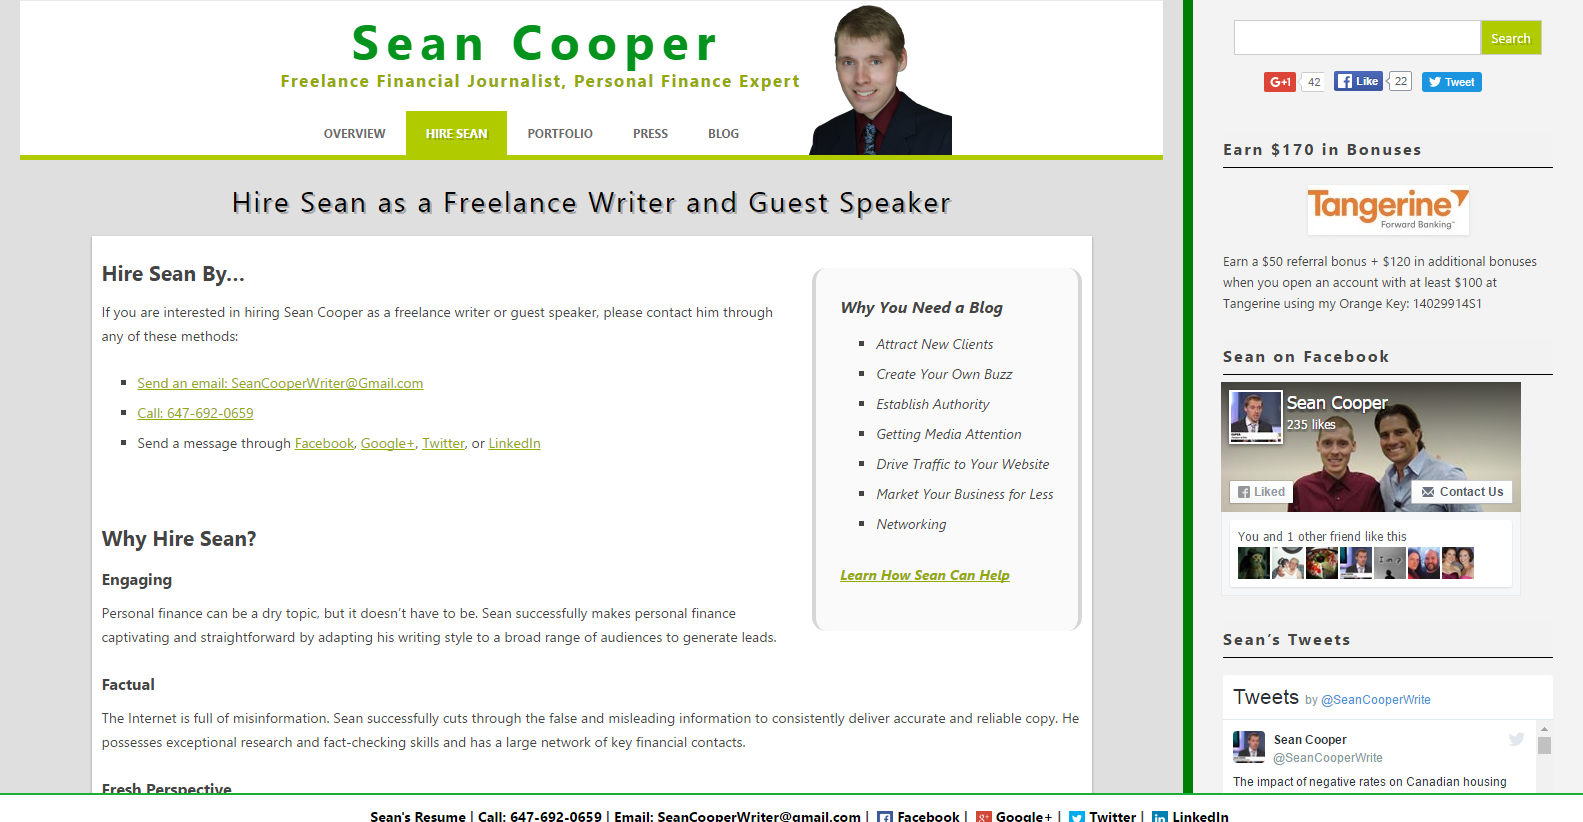 Sean Cooper
Freelance Financial Journalist, Personal Finance Expert
OVERVIEW
HIRE SEAN
PORTFOLIO
PRESS
BLOG
Hire Sean as a Freelance Writer and Guest Speaker
Hire Sean By...
If you are interested in hiring Sean Cooper as a freelance writer or guest speaker, please contact him through
any of these methods:
Send an email: SeanCooperWriter@Gmail.com
Call: 647-692-0659
Send a message through Facebook, Google+, Twitter, or LinkedIn
Why You Need a Blog
Attract New Clients
Create Your Own Buzz
Establish Authority
Getting Media Attention
Drive Traffic to Your Website
Market Your Business for Less
Networking
Learn How Sean Can Help
Why Hire Sean?
Engaging
Personal finance can be a dry topic, but it doesn't have to be. Sean successfully makes personal finance
captivating and straightforward by adapting his writing style to a broad range of audiences to generate leads.
Factual
The Internet is full of misinformation. Sean successfully cuts through the false and misleading information to consistently deliver accurate and reliable copy. He
possesses exceptional research and fact-checking skills and has a large network of key financial contacts.
Fresh Perspective
Search
G+1 42
Like 22
Tweet
Earn $170 in Bonuses
Tangerine
Forward Banking™
Earn a $50 referral bonus + $120 in additional bonuses
when you open an account with at least $100 at
Tangerine using my Orange Key: 14029914S1
Sean on Facebook
Sean Cooper
235 likes
Liked
Contact Us
You and 1 other friend like this
Sean's Tweets
Tweets by @SeanCooperWrite
Sean Cooper
@SeanCooperWrite
The impact of negative rates on Canadian housing
Sean's Resume | Call: 647-692-0659 | Email: SeanCooperWriter@gmail.com | Facebook | Google+ | Twitter | LinkedIn